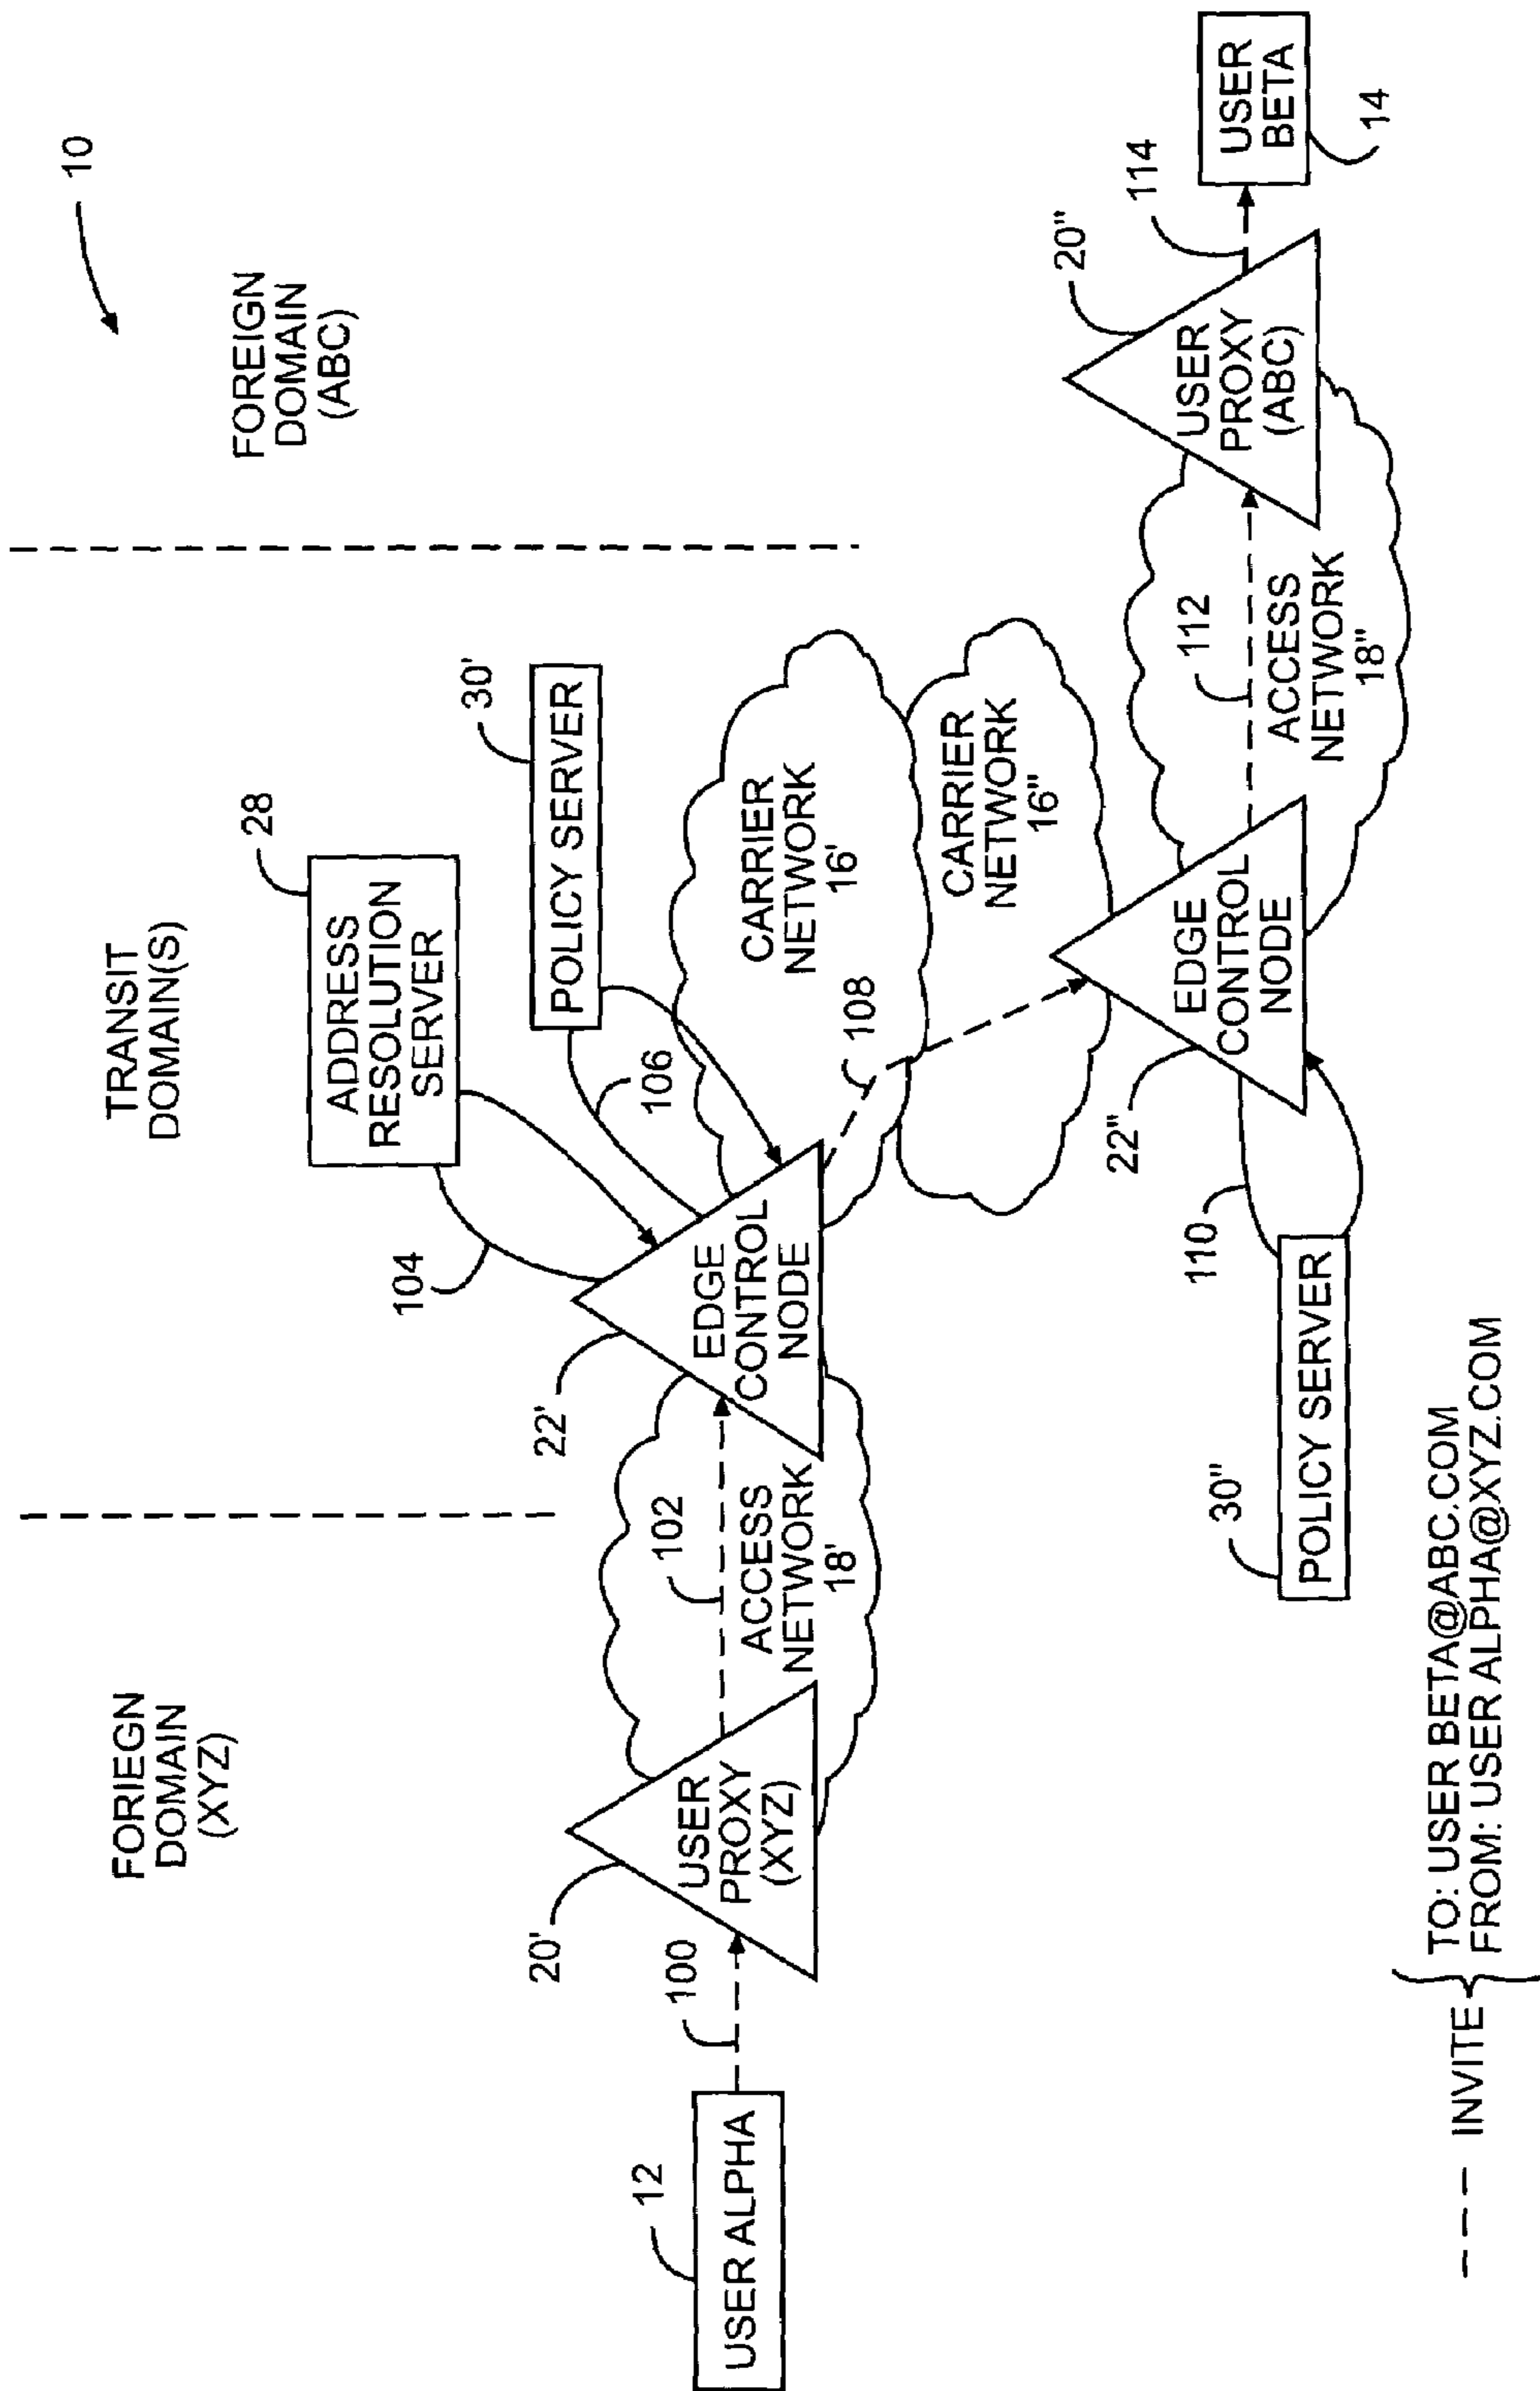 10
FORIEGN
DOMAIN
(XYZ)
TRANSIT
DOMAIN(S)
FOREIGN
DOMAIN
(ABC)
28
ADDRESS
RESOLUTION
SERVER
30'
POLICY SERVER
104
106
12
USER ALPHA
100
20'
USER
PROXY
(XYZ)
102
ACCESS
NETWORK
18'
22'
EDGE
CONTROL
NODE
CARRIER
NETWORK
16'
108
CARRIER
NETWORK
16"
22"
EDGE
CONTROL
NODE
110
30"
POLICY SERVER
112
ACCESS
NETWORK
18"
20"
USER
PROXY
(ABC)
114
USER
BETA
14
INVITE
TO: USER BETA@ABC.COM
FROM: USER ALPHA@XYZ.COM